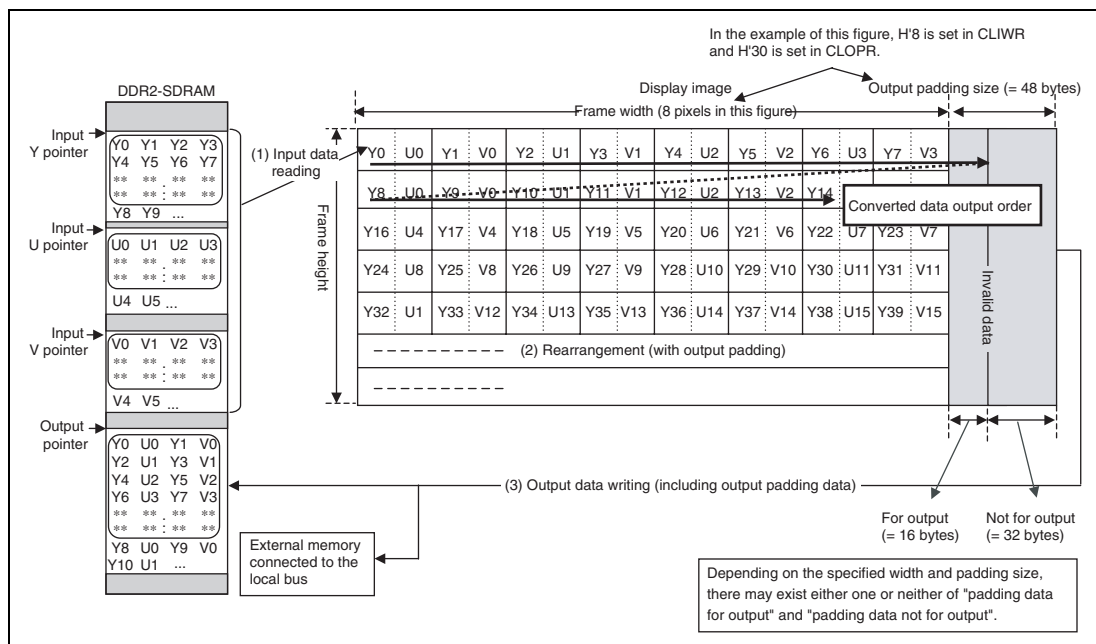 In the example of this figure, H'8 is set in CLIWR
and H'30 is set in CLOPR.
DDR2-SDRAM
Display image
Output padding size (= 48 bytes)
Frame width (8 pixels in this figure)
Input
Y pointer
Y0 Y1 Y2 Y3
Y4 Y5 Y6 Y7
** ** : ** **
** ** : ** **
Y8 Y9 ...
(1) Input data
reading
Input
U pointer
U0 U1 U2 U3
** ** : ** **
** ** : ** **
U4 U5 ...
Input
V pointer
V0 V1 V2 V3
** ** : ** **
** ** : ** **
V4 V5 ...
Output
pointer
Y0 U0 Y1 V0
Y2 U1 Y3 V1
Y4 U2 Y5 V2
Y6 U3 Y7 V3
** ** : ** **
** ** : ** **
Y8 U0 Y9 V0
Y10 U1 ...
Frame height
Y0 U0 Y1 V0 Y2 U1 Y3 V1 Y4 U2 Y5 V2 Y6 U3 Y7 V3
Y8 U0 Y9 V0 Y10 U1 Y11 V1 Y12 U2 Y13 V2 Y14
Converted data output order
Y16 U4 Y17 V4 Y18 U5 Y19 V5 Y20 U6 Y21 V6 Y22 U7 Y23 V7
Y24 U8 Y25 V8 Y26 U9 Y27 V9 Y28 U10 Y29 V10 Y30 U11 Y31 V11
Y32 U1 Y33 V12 Y34 U13 Y35 V13 Y36 U14 Y37 V14 Y38 U15 Y39 V15
Invalid data
(2) Rearrangement (with output padding)
(3) Output data writing (including output padding data)
External memory
connected to the
local bus
For output
(= 16 bytes)
Not for output
(= 32 bytes)
Depending on the specified width and padding size,
there may exist either one or neither of "padding data
for output" and "padding data not for output".